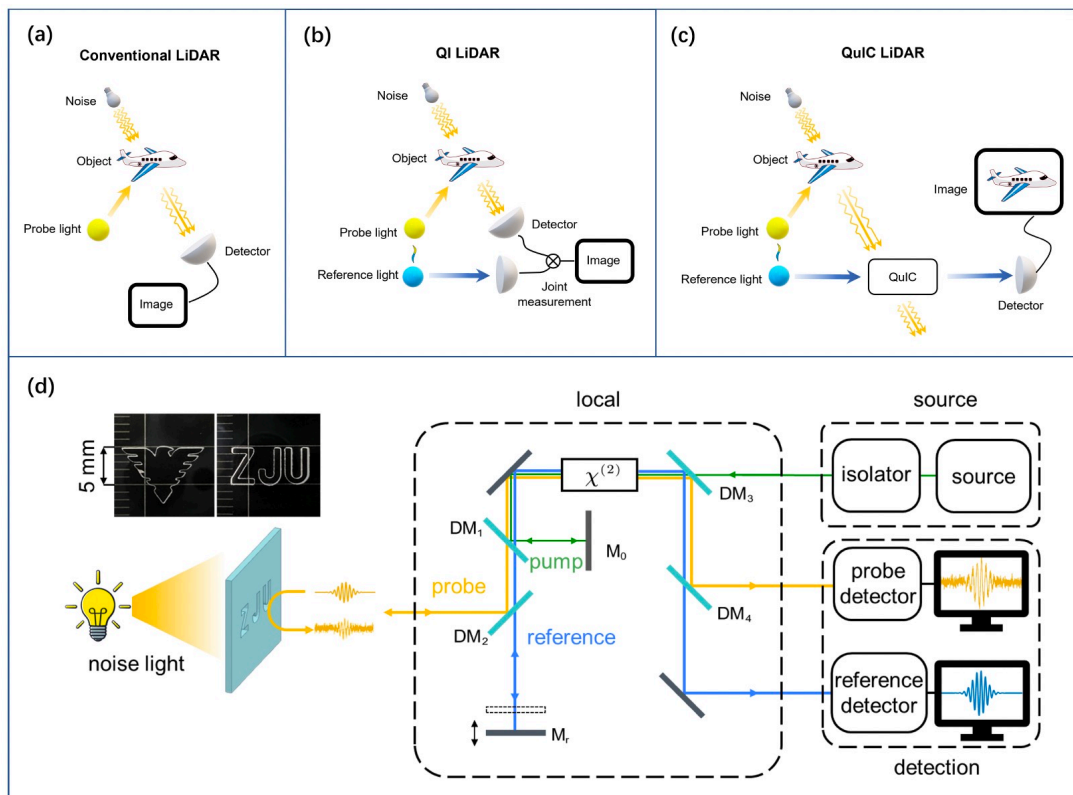 (a)
Conventional LiDAR
Noise
Object
Probe light
Detector
Image
(b)
QI LiDAR
Noise
Object
Probe light
Detector
Reference light
Joint
measurement
Image
(c)
QuIC LiDAR
Noise
Object
Probe light
Reference light
QuIC
Image
Detector
(d)
5 mm
ZJU
ZJU
noise light
local
χ(2)
DM1
DM2
DM3
DM4
M0
Mr
pump
probe
reference
source
isolator
source
probe
detector
reference
detector
detection